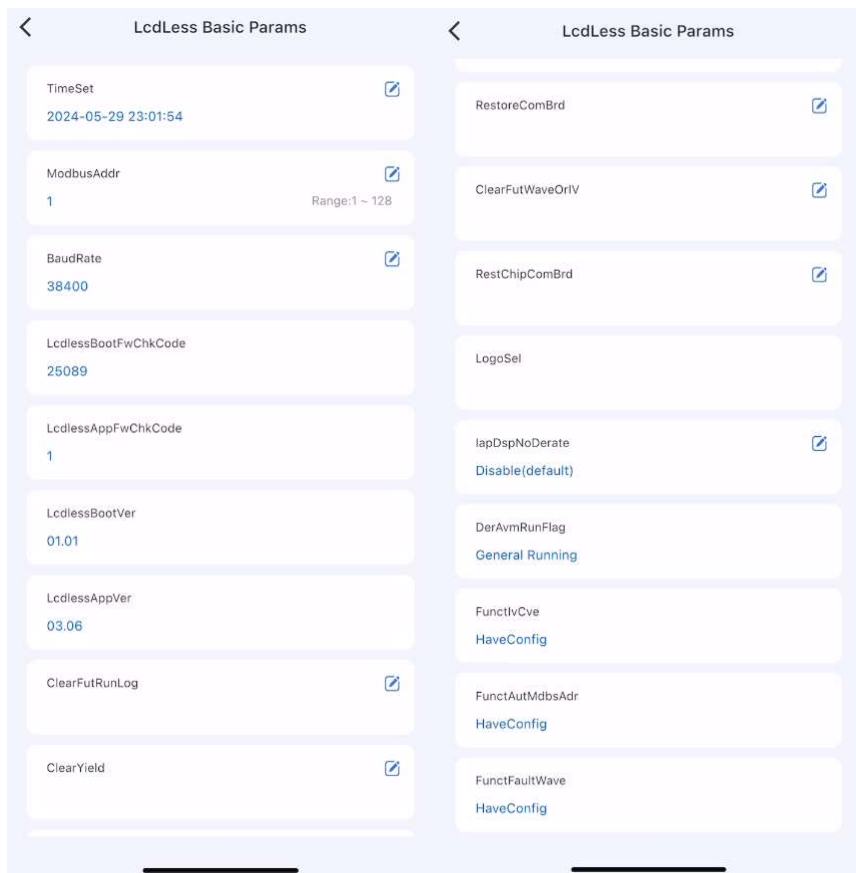 LcdLess Basic Params
TimeSet
2024-05-29 23:01:54
ModbusAddr
1
Range:1 ~ 128
BaudRate
38400
LcdlessBootFwChkCode
25089
LcdlessAppFwChkCode
1
LcdlessBootVer
01.01
LcdlessAppVer
03.06
ClearFutRunLog
ClearYield
LcdLess Basic Params
RestoreComBrd
ClearFutWaveOrIV
RestChipComBrd
LogoSel
IapDspNoDerate
Disable(default)
DerAvmRunFlag
General Running
FunctIvCve
HaveConfig
FunctAutMdbsAdr
HaveConfig
FunctFaultWave
HaveConfig